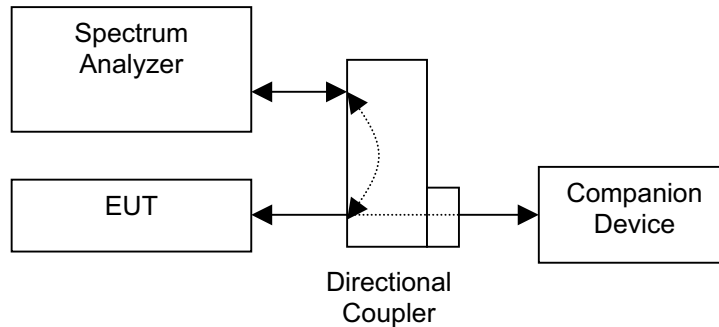 Spectrum
Analyzer
EUT
Companion
Device
Directional
Coupler